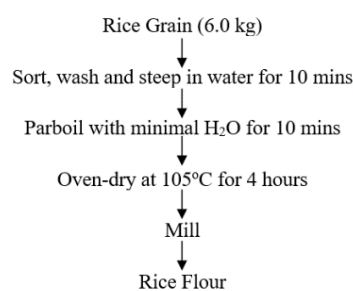 Rice Grain (6.0 kg)
Sort, wash and steep in water for 10 mins
Parboil with minimal H₂O for 10 mins
Oven-dry at 105ºC for 4 hours
Mill
Rice Flour